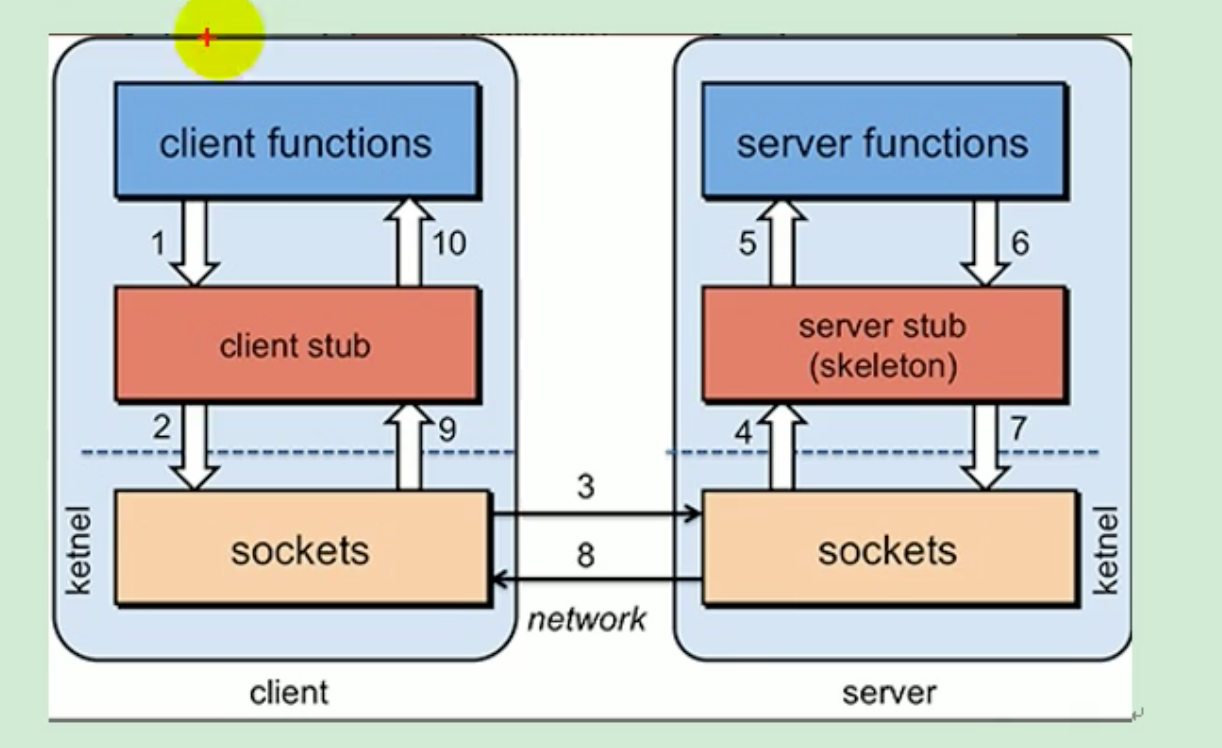 client functions
server functions
1
10
5
6
client stub
server stub
(skeleton)
2
9
4
7
3
ketnel
sockets
8
sockets
ketnel
network
client
server